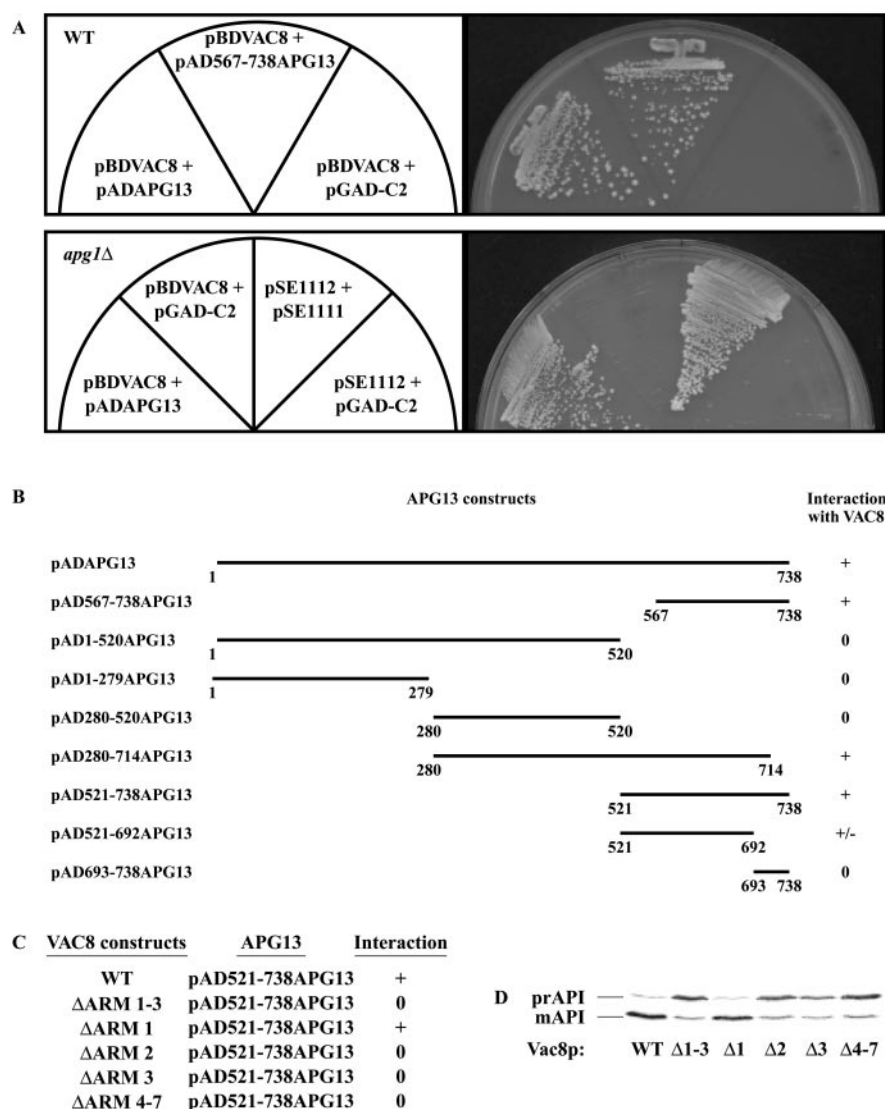 A
WT
pBDVAC8 +
pAD567-738APG13
pBDVAC8 +
pADAPG13
pBDVAC8 +
pGAD-C2
apg1Δ
pBDVAC8 +
pGAD-C2
pSE1112 +
pSE1111
pBDVAC8 +
pADAPG13
pSE1112 +
pGAD-C2
B APG13 constructs Interaction
with VAC8
pADAPG13 1 738 +
pAD567-738APG13 567 738 +
pAD1-520APG13 1 520 0
pAD1-279APG13 1 279 0
pAD280-520APG13 280 520 0
pAD280-714APG13 280 714 +
pAD521-738APG13 521 738 +
pAD521-692APG13 521 692 +/-
pAD693-738APG13 693 738 0
C VAC8 constructs APG13 Interaction
WT pAD521-738APG13 +
ΔARM 1-3 pAD521-738APG13 0
ΔARM 1 pAD521-738APG13 +
ΔARM 2 pAD521-738APG13 0
ΔARM 3 pAD521-738APG13 0
ΔARM 4-7 pAD521-738APG13 0
D prAPI
mAPI
Vac8p: WT Δ1-3 Δ1 Δ2 Δ3 Δ4-7